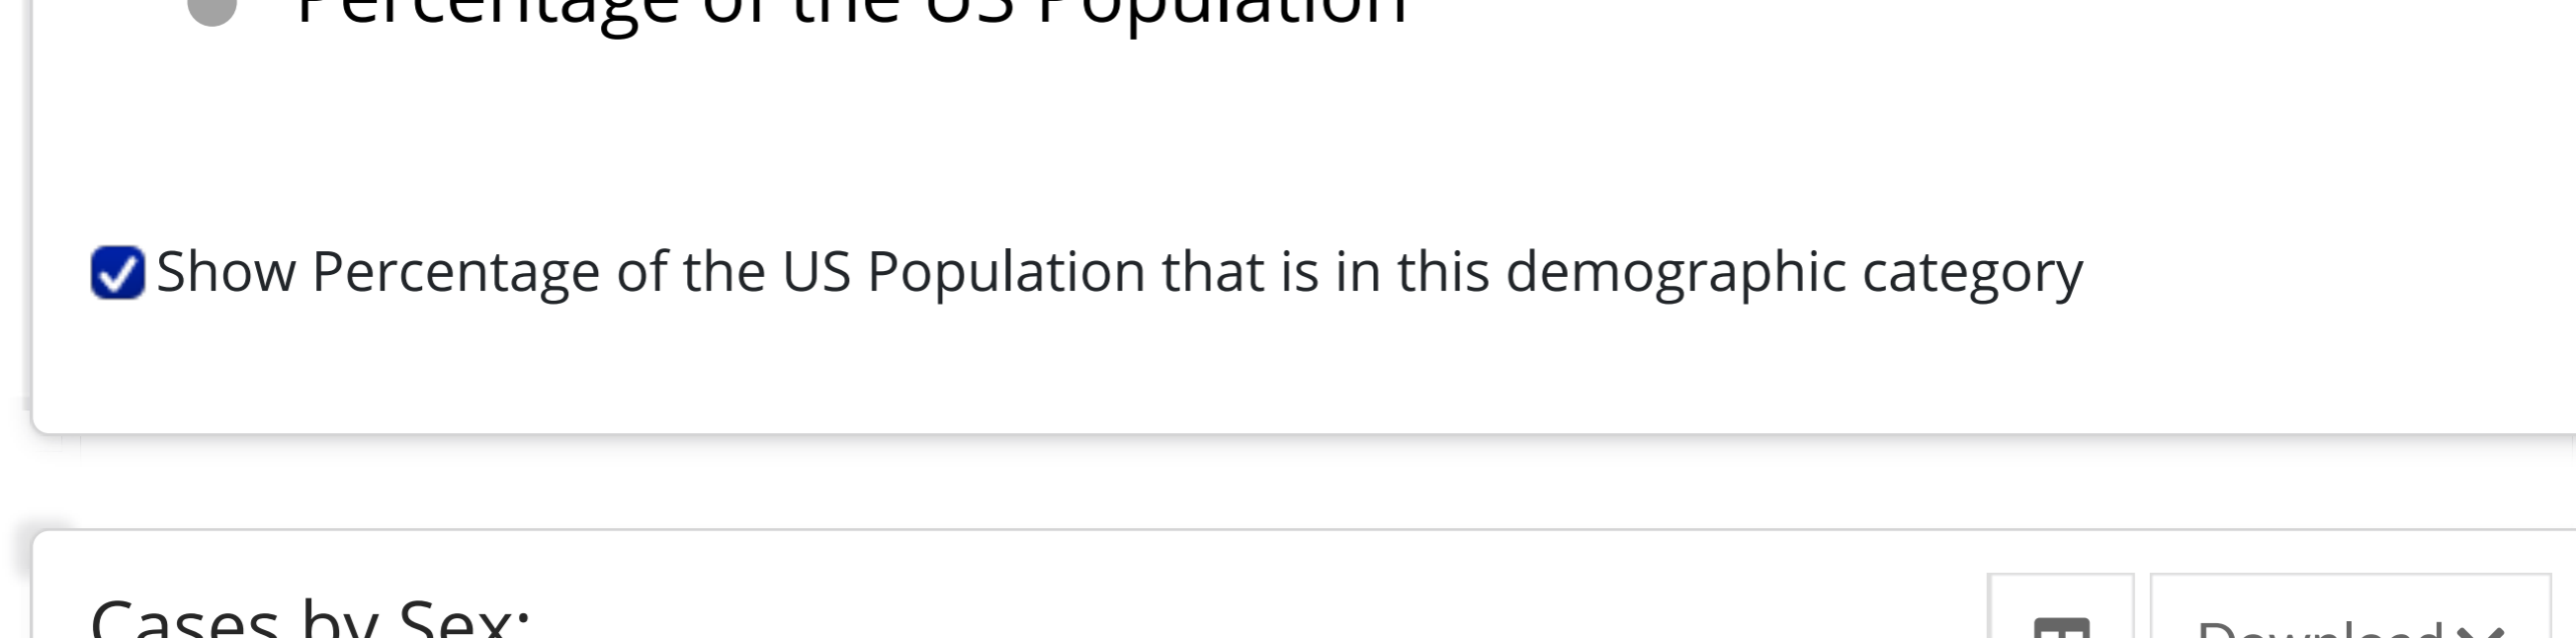 Percentage of the US Population
Show Percentage of the US Population that is in this demographic category
Cases by Sex:
Download